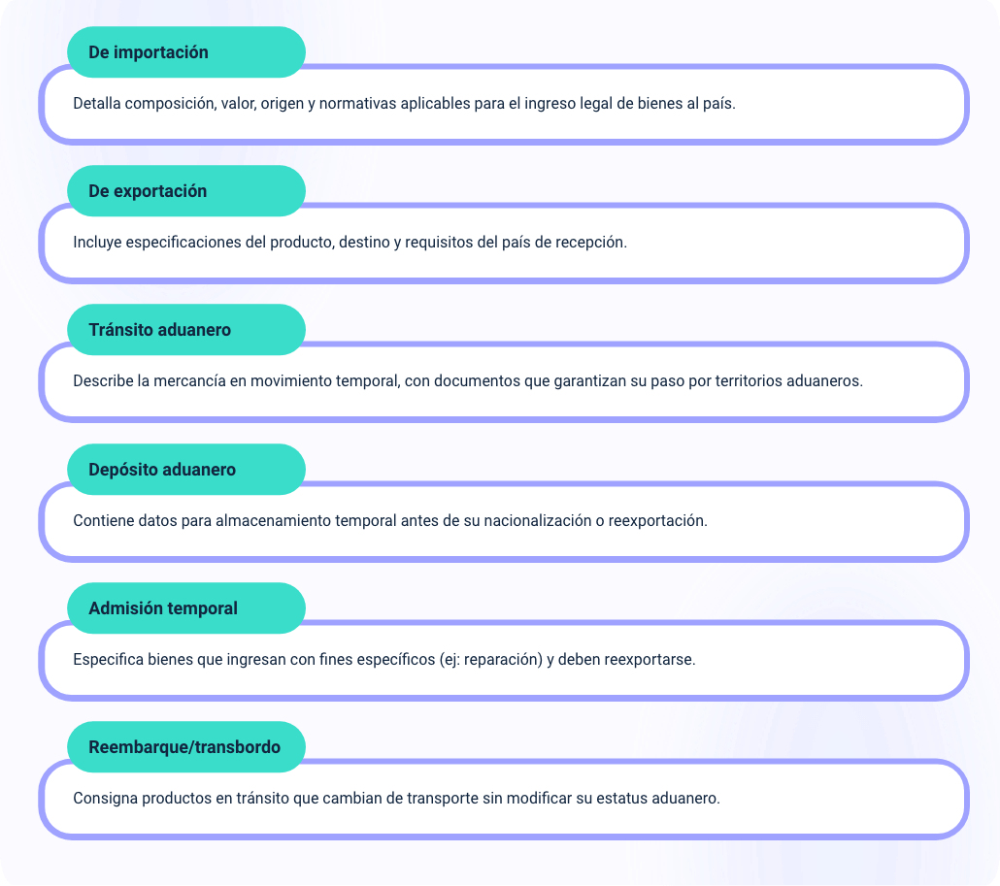 De importación
Detalla composición, valor, origen y normativas aplicables para el ingreso legal de bienes al país.
De exportación
Incluye especificaciones del producto, destino y requisitos del país de recepción.
Tránsito aduanero
Describe la mercancía en movimiento temporal, con documentos que garantizan su paso por territorios aduaneros.
Depósito aduanero
Contiene datos para almacenamiento temporal antes de su nacionalización o reexportación.
Admisión temporal
Especifica bienes que ingresan con fines específicos (ej: reparación) y deben reexportarse.
Reembarque/transbordo
Consigna productos en tránsito que cambian de transporte sin modificar su estatus aduanero.